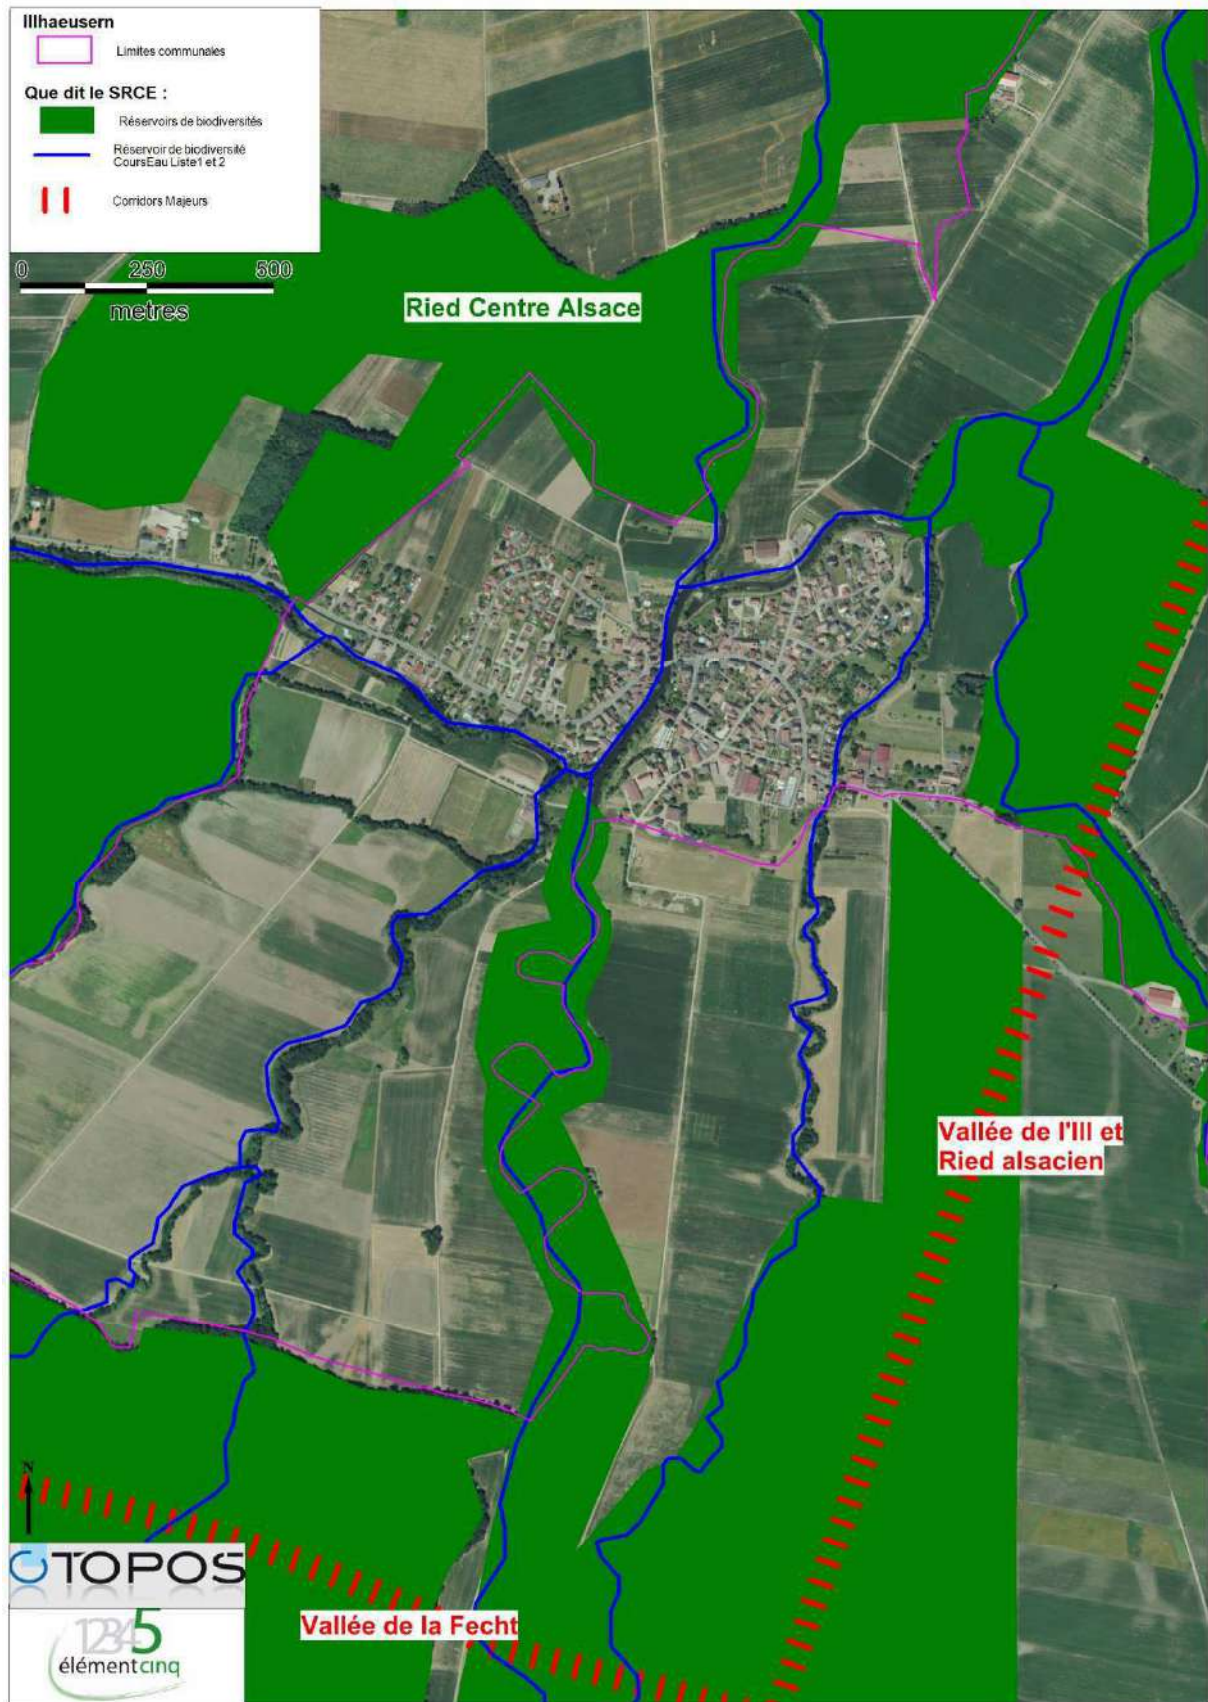 Illhaeusern
Limites communales
Que dit le SRCE :
Réservoirs de biodiversités
Réservoir de biodiversité
CoursEau Liste1 et 2
Corridors Majeurs
0 250 500
metres
Ried Centre Alsace
Vallée de l'Ill et
Ried alsacien
N
TOPOS
Vallée de la Fecht
12345
élémentcinq